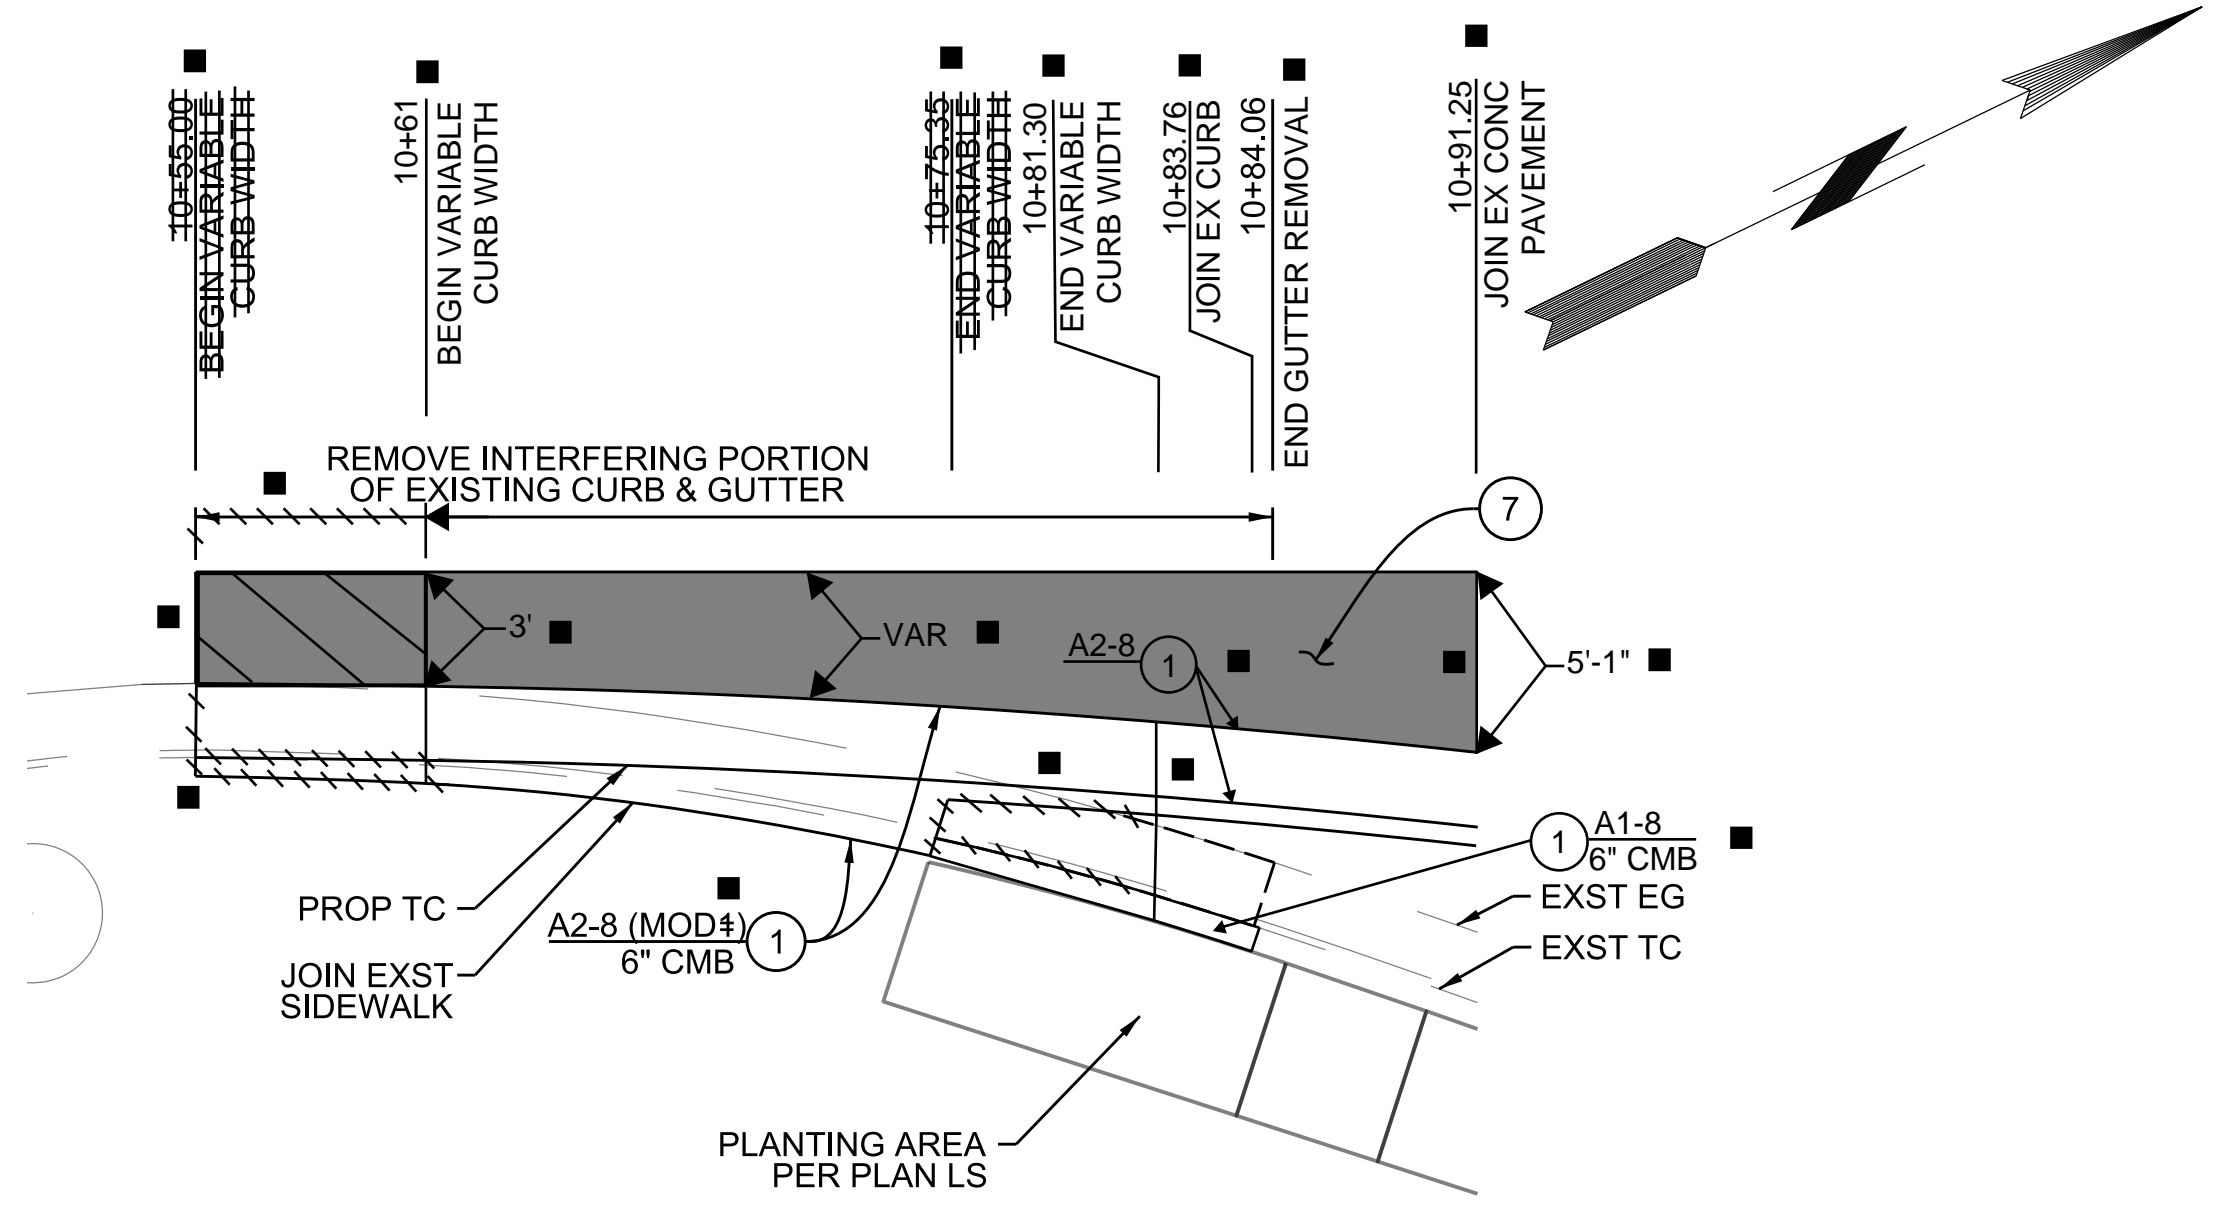 10+55.00
BEGIN VARIABLE
CURB WIDTH
10+61
BEGIN VARIABLE
CURB WIDTH
10+75.35
END VARIABLE
CURB WIDTH
10+81.30
END VARIABLE
CURB WIDTH
10+83.76
JOIN EX CURB
10+84.06
END GUTTER REMOVAL
10+91.25
JOIN EX CONC
PAVEMENT
REMOVE INTERFERING PORTION
OF EXISTING CURB & GUTTER
7
3'
VAR
A2-8
1
5'-1"
1
A1-8
6" CMB
EXST EG
EXST TC
PROP TC
A2-8 (MOD)
6" CMB
1
JOIN EXST
SIDEWALK
PLANTING AREA
PER PLAN LS